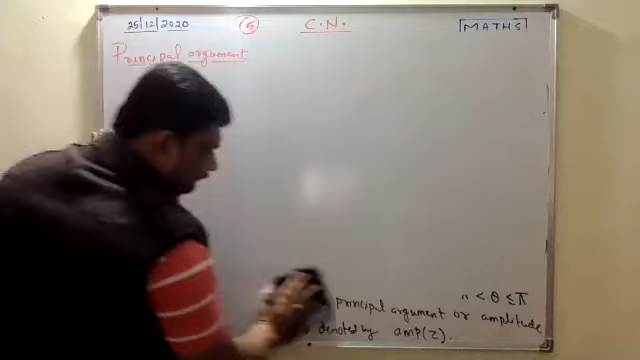 25/12/2020 5 C.N. MATHS
Principal argument
< θ ≤ π
principal argument or amplitude
denoted by amp(z).